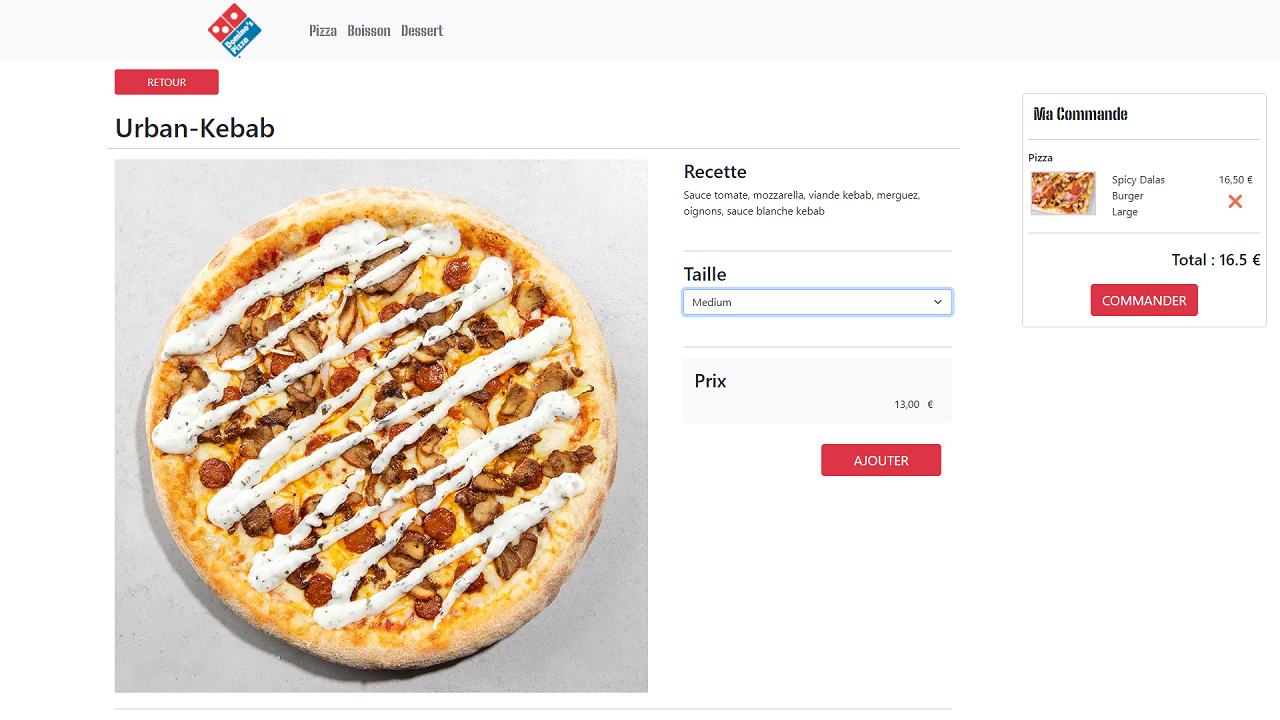 Domino's
Pizza
Pizza Boisson Dessert
RETOUR
Urban-Kebab
Recette
Sauce tomate, mozzarella, viande kebab, merguez,
oignons, sauce blanche kebab
Taille
Medium
Prix
13,00 €
AJOUTER
Ma Commande
Pizza
Spicy Dalas 16,50 €
Burger
Large
Total : 16.5 €
COMMANDER